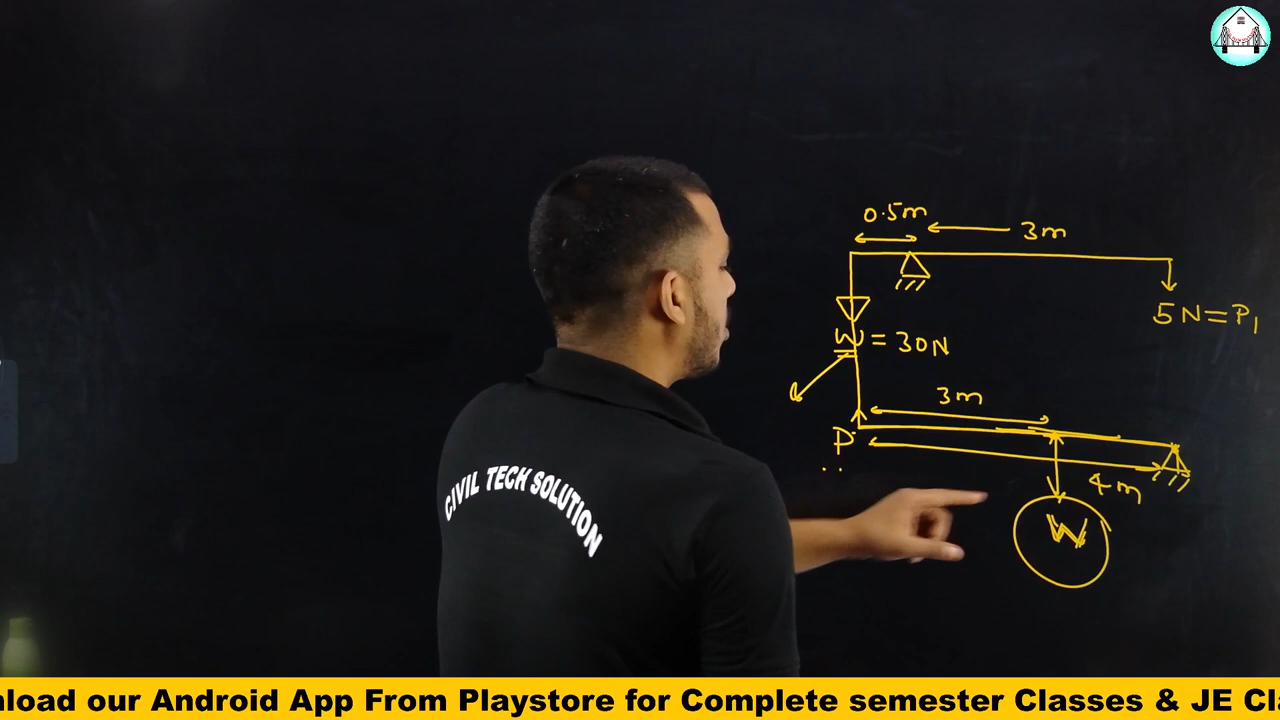 0.5m
3m
5N=P1
W = 30N
3m
P
4m
W
CIVIL TECH SOLUTION
nload our Android App From Playstore for Complete semester Classes & JE Cl